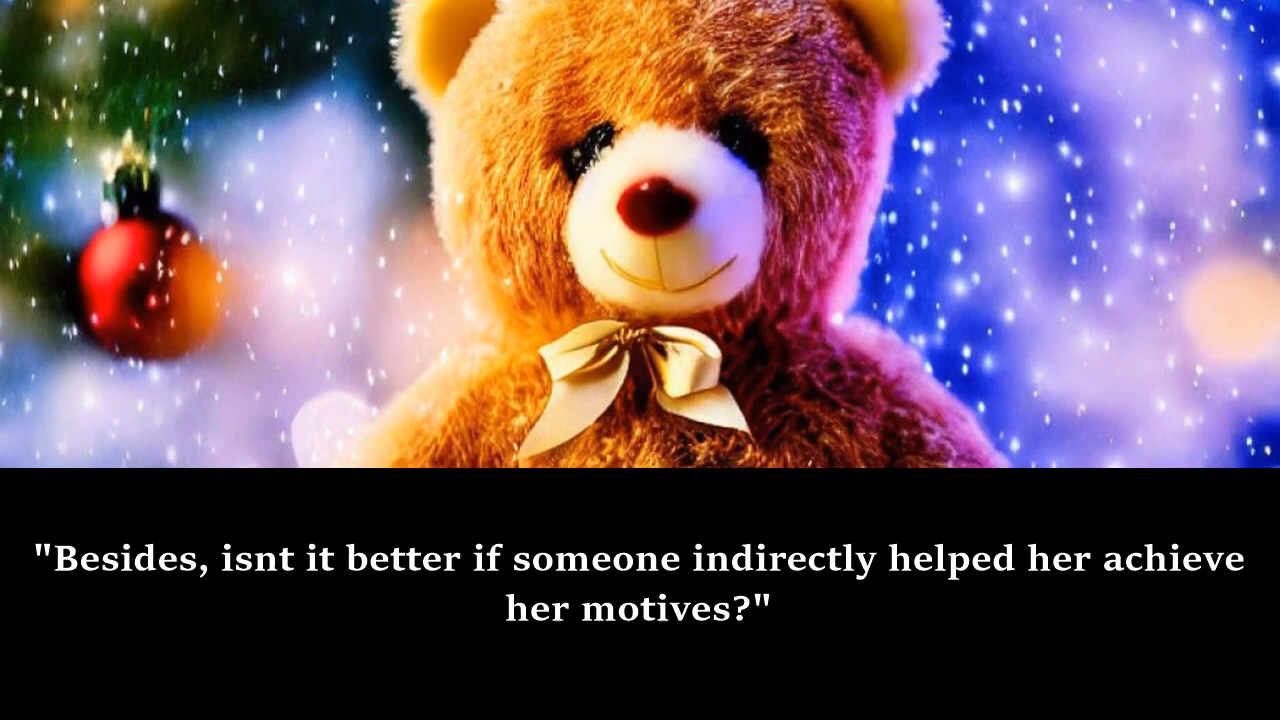 "Besides, isnt it better if someone indirectly helped her achieve
her motives?"